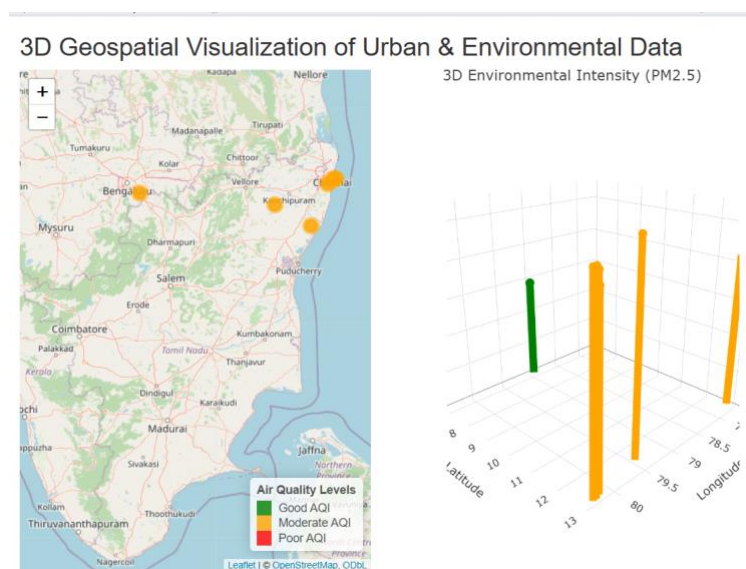 3D Geospatial Visualization of Urban & Environmental Data
3D Environmental Intensity (PM2.5)
+
−
Kadapa
Nellore
Madanapalle
Tirupati
Tumakuru
Kolar
Chittoor
Vellore
Kanchipuram
Mysuru
Dharmapuri
Puducherry
Salem
Erode
Coimbatore
Kumbakonam
Palakkad
Tamil Nadu
Thanjavur
Kerala
Dindigul
Karaikudi
Madurai
Jaffna
Sivakasi
Northern
Province
Kollam
Thoothukudi
Thiruvananthapuram
Nagercoil
Air Quality Levels
Good AQI
Moderate AQI
Poor AQI
Leaflet | © OpenStreetMap, ODbL
8
9
10
11
12
13
Latitude
80
79.5
79
78.5
Longitude